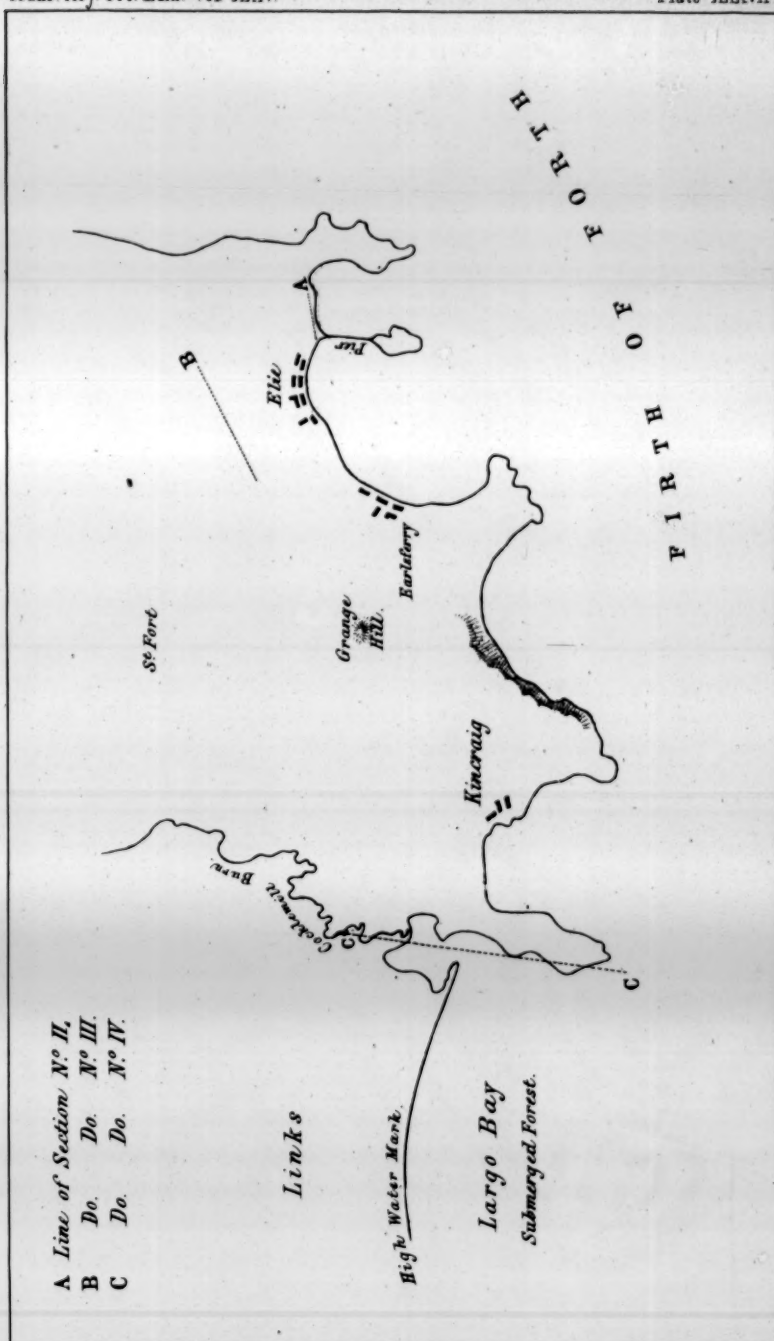 A Line of Section Nº II,
B Do. Do. Nº III.
C Do. Do. Nº IV.
Links
High Water Mark
Largo Bay
Submerged Forest
Cocklemill Burn
C
C
Kincraig
St Fort
Grange
Hill
Earlsferry
B
Elie
A
Pier
FIRTH OF FORTH